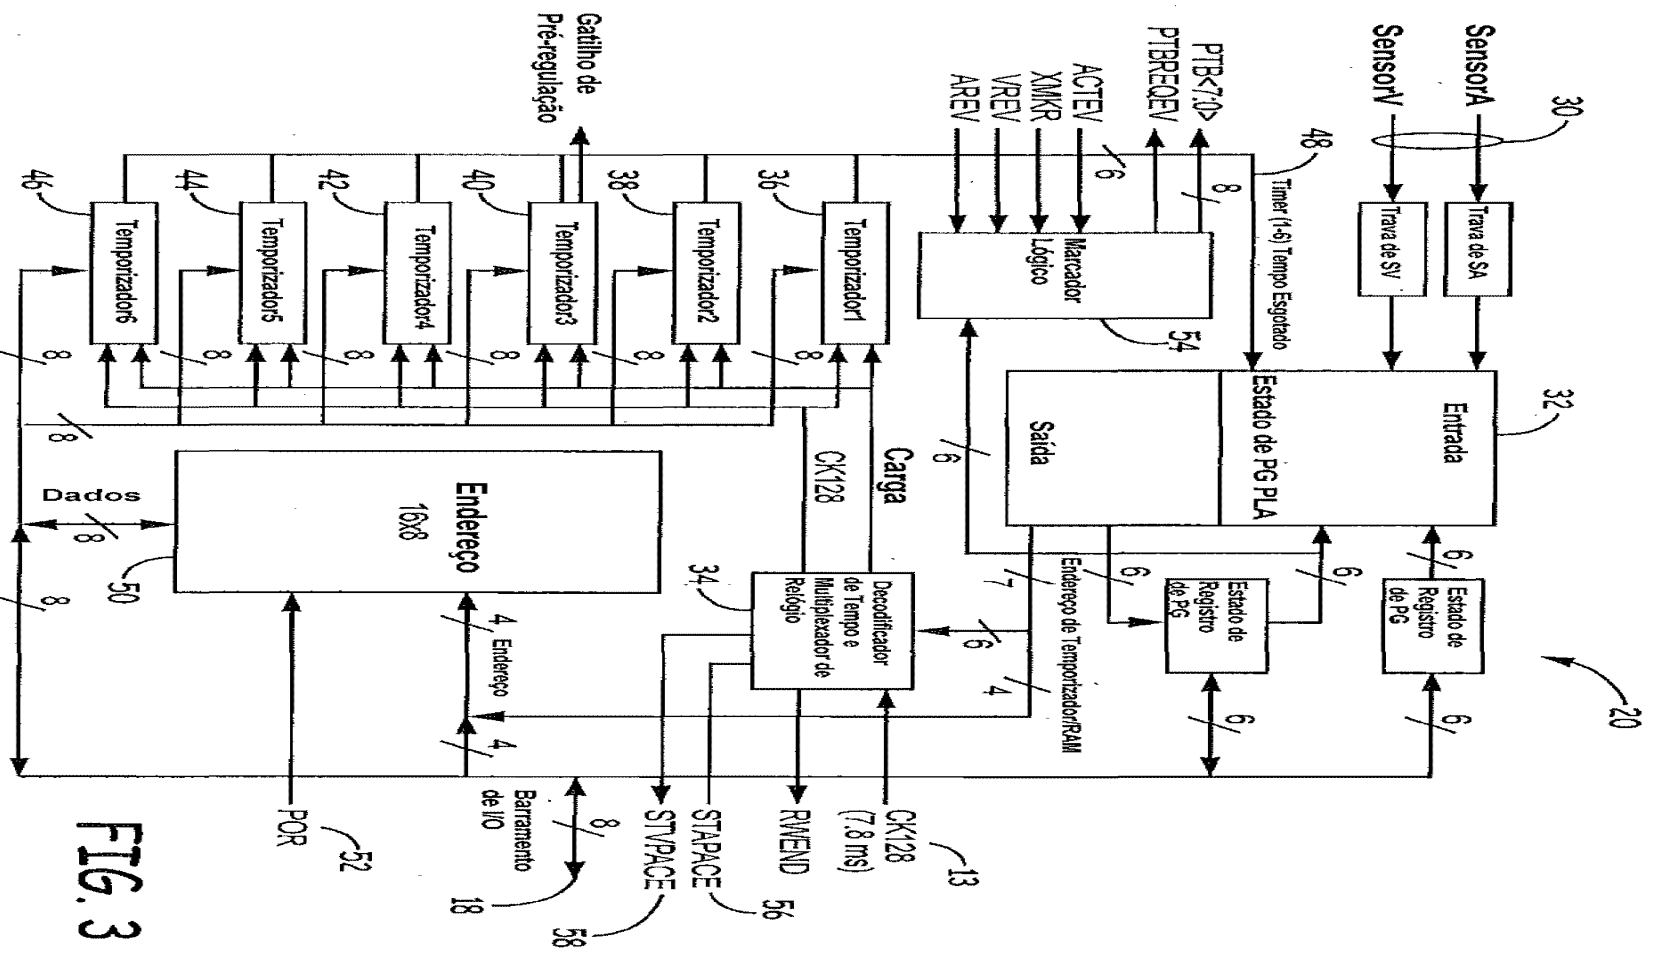 20
30
SensorA
SensorV
Trava de SA
Trava de SV
32
Entrada
Estado de PG PLA
Saída
6
Estado de
Registro
de PG
6
6
Estado de
Registro
de PG
6
6
48
Timer (1-6) Tempo Esgotado
PTB<7:0>
8
PTBREQEV
6
ACTEV
XMKR
VREV
AREV
Marcador
Lógico
54
6
7
Endereço de Temporizador/RAM
6
4
Carga
CK128
Decodificador
de Tempo e
Multiplexador de
Relógio
34
CK128
(7.8 ms)
13
RWEND
STAPACE
56
STVPACE
58
Gatilho de
Pré-regulação
36
Temporizador1
8
38
Temporizador2
8
40
Temporizador3
8
42
Temporizador4
8
44
Temporizador5
8
46
Temporizador6
8
8
Endereço
16x8
4
Endereço
4
Barramento
de I/O
8
18
Dados
8
50
8
POR
52
FIG. 3